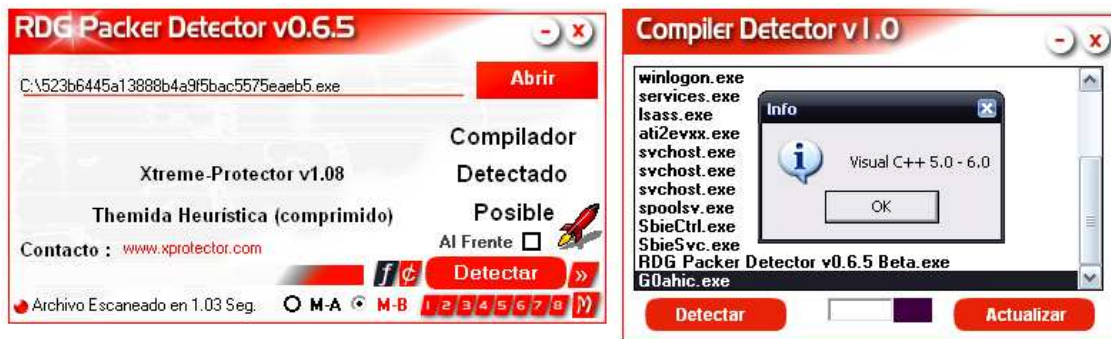 RDG Packer Detector v0.6.5
C:\523b6445a13888b4a9f5bac5575eaeb5.exe
Abrir
Compilador
Xtreme-Protector v1.08
Detectado
Themida Heurística (comprimido)
Posible
Al Frente
Contacto : www.xprotector.com
Detectar
»
Archivo Escaneado en 1.03 Seg.
M-A
M-B
1 2 3 4 5 6 7 8
Compiler Detector v1.0
winlogon.exe
services.exe
lsass.exe
ati2evxx.exe
svchost.exe
svchost.exe
svchost.exe
spoolsv.exe
SbieCtrl.exe
SbieSvc.exe
RDG Packer Detector v0.6.5 Beta.exe
G0ahic.exe
Info
Visual C++ 5.0 - 6.0
OK
Detectar
Actualizar